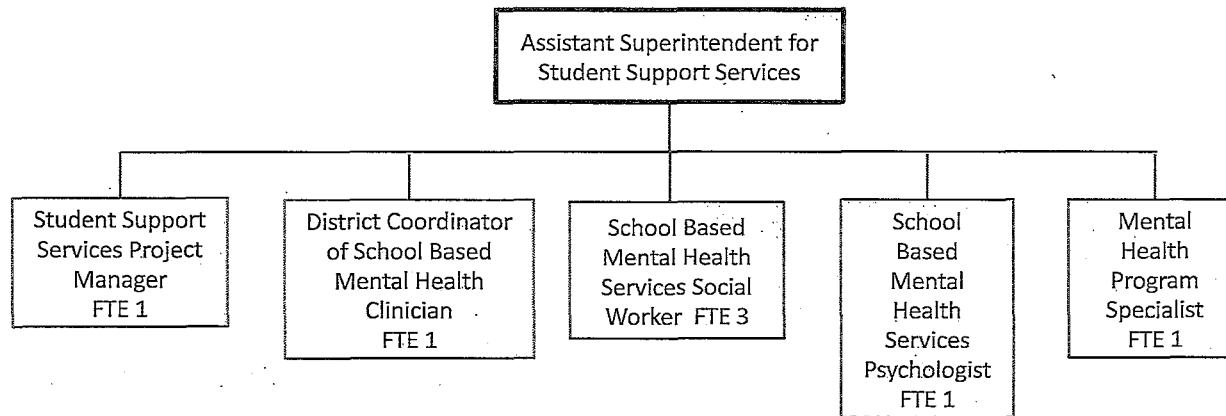 Assistant Superintendent for
Student Support Services
Student Support
Services Project
Manager
FTE 1
District Coordinator
of School Based
Mental Health
Clinician
FTE 1
School Based
Mental Health
Services Social
Worker FTE 3
School
Based
Mental
Health
Services
Psychologist
FTE 1
Mental
Health
Program
Specialist
FTE 1